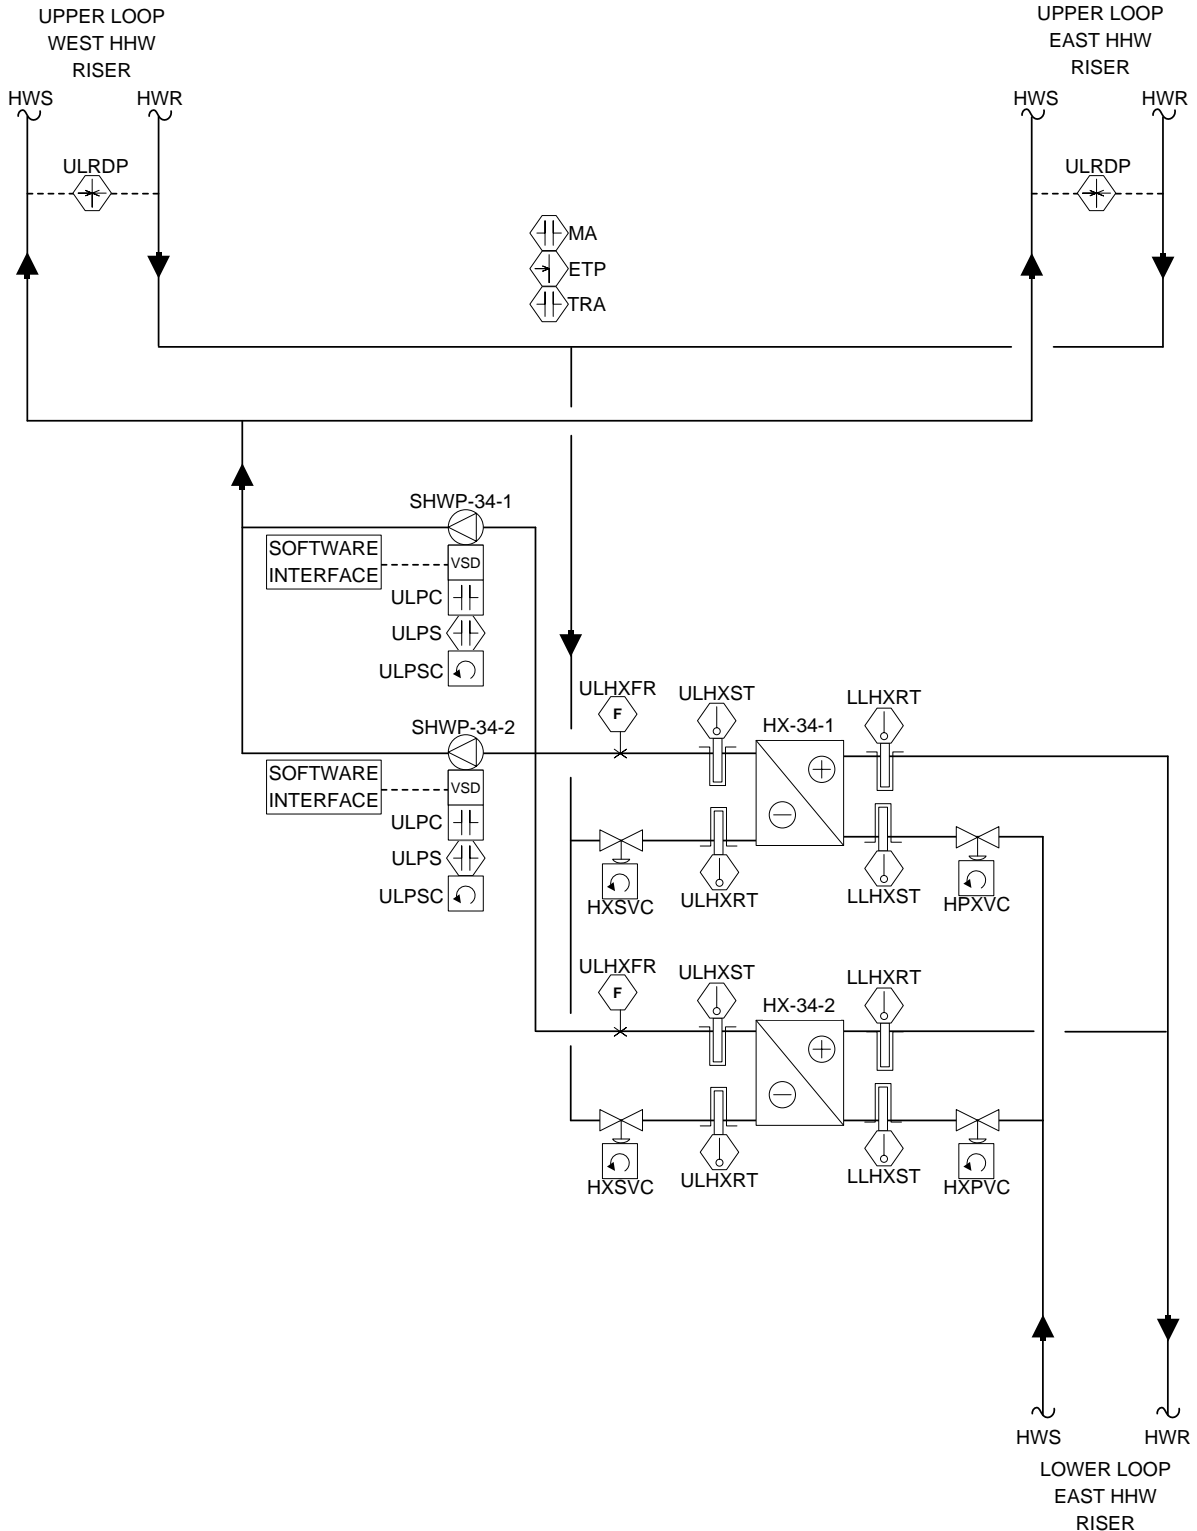 UPPER LOOP
WEST HHW
RISER
UPPER LOOP
EAST HHW
RISER
HWS
HWR
HWS
HWR
ULRDP
ULRDP
MA
ETP
TRA
SHWP-34-1
SOFTWARE
INTERFACE
VSD
ULPC
ULPS
ULPSC
SHWP-34-2
SOFTWARE
INTERFACE
VSD
ULPC
ULPS
ULPSC
ULHXFR
F
ULHXST
HX-34-1
LLHXRT
HXSVC
ULHXRT
LLHXST
HPXVC
ULHXFR
F
ULHXST
HX-34-2
LLHXRT
HXSVC
ULHXRT
LLHXST
HXPVC
HWS
HWR
LOWER LOOP
EAST HHW
RISER